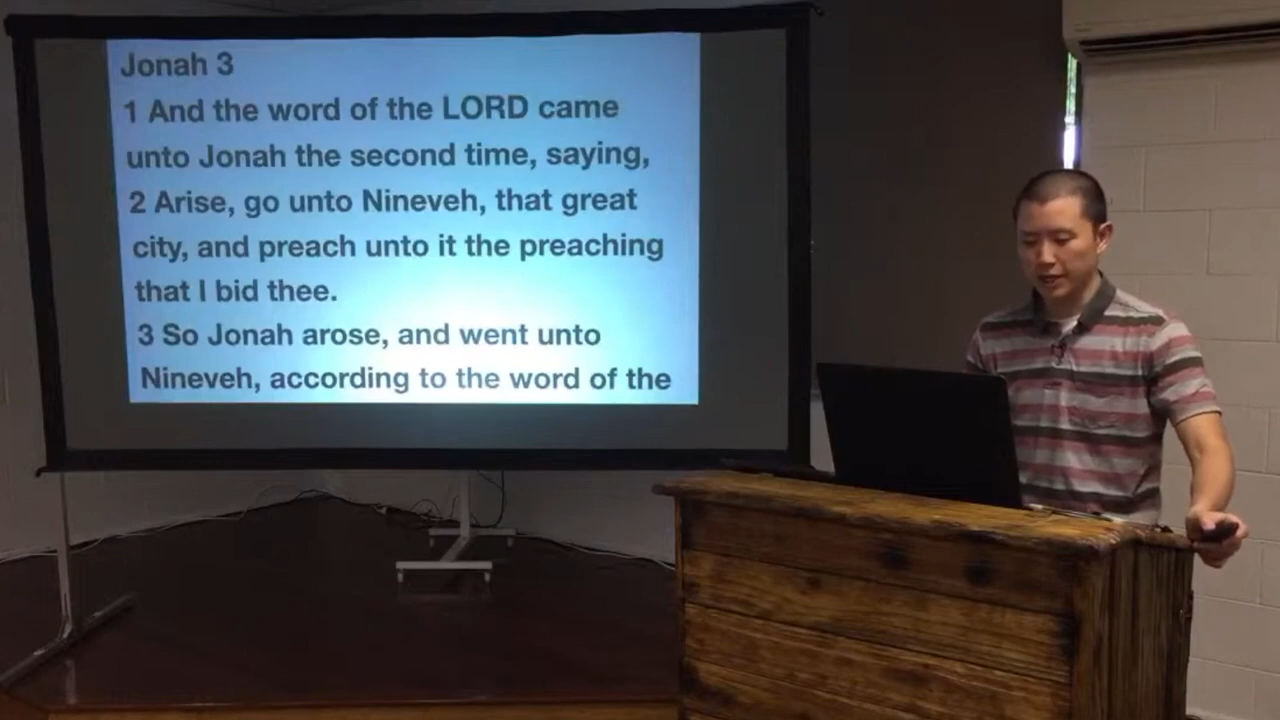 Jonah 3
1 And the word of the LORD came
unto Jonah the second time, saying,
2 Arise, go unto Nineveh, that great
city, and preach unto it the preaching
that I bid thee.
3 So Jonah arose, and went unto
Nineveh, according to the word of the